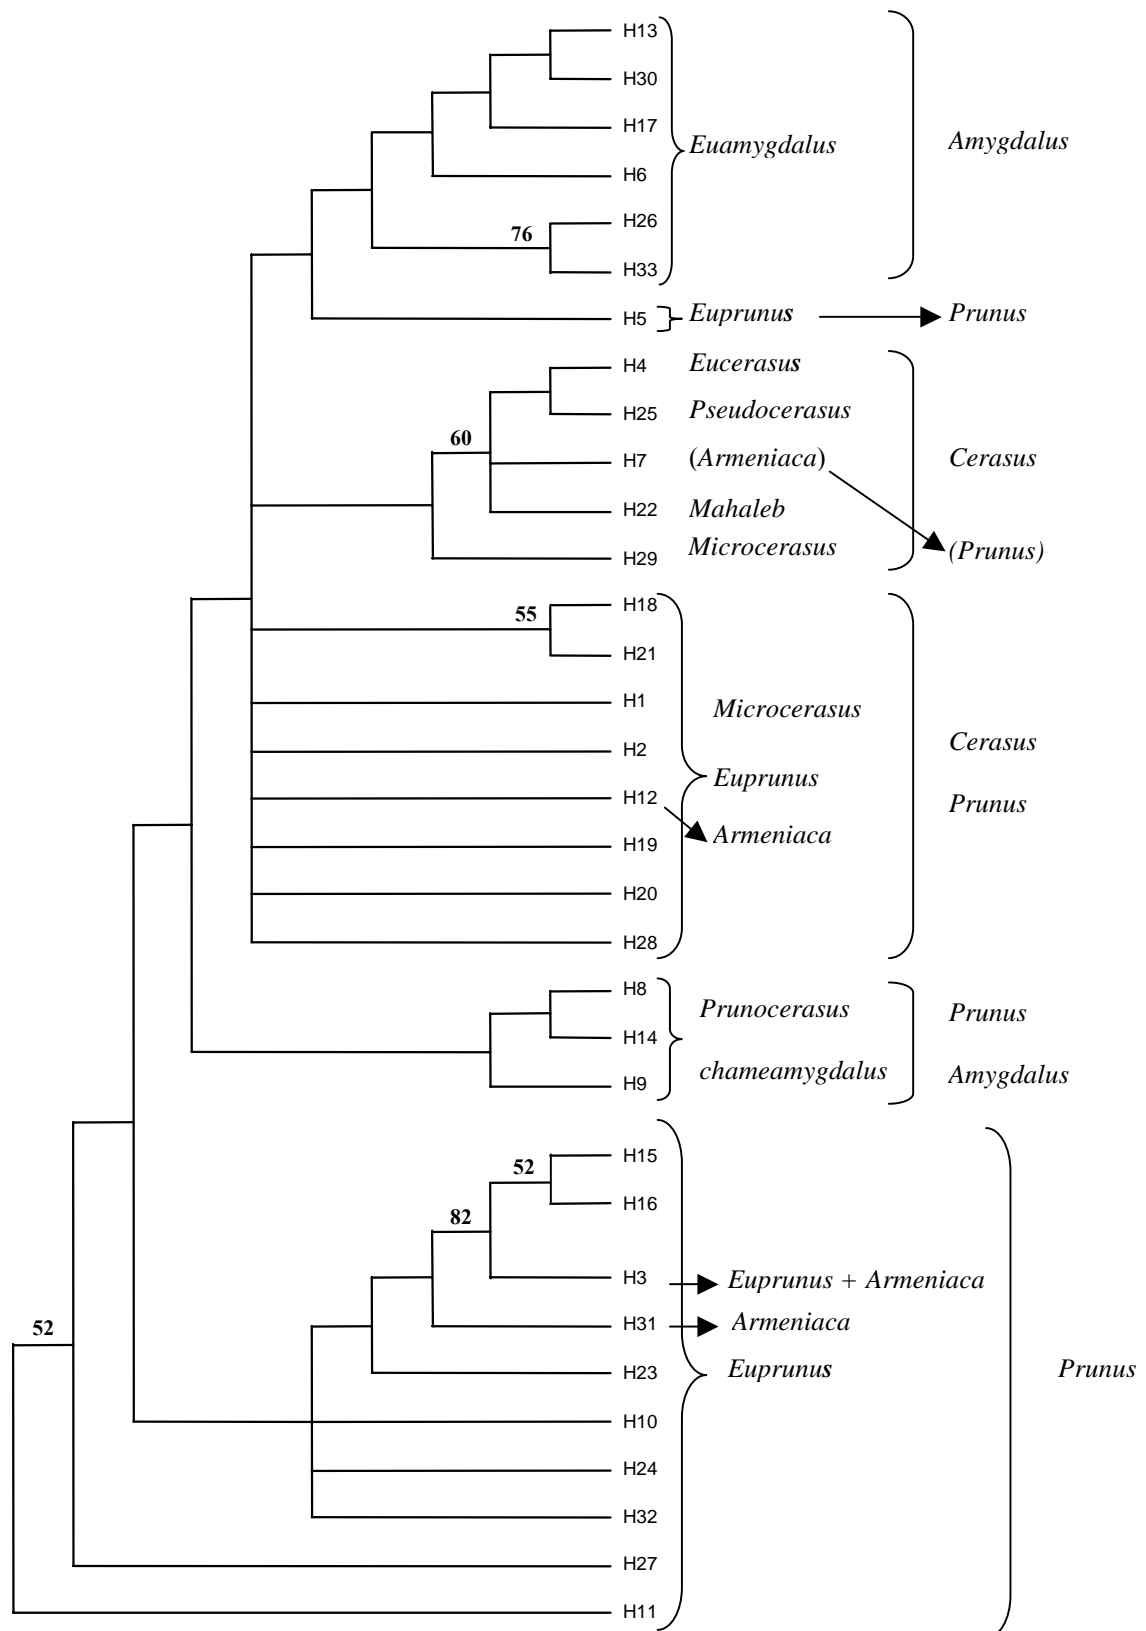 H13
H30
H17
Euamygdalus
Amygdalus
H6
H26
76
H33
H5
Euprunus
Prunus
H4
Eucerasus
H25
Pseudocerasus
60
H7
(Armeniaca)
Cerasus
H22
Mahaleb
H29
Microcerasus
(Prunus)
H18
55
H21
H1
Microcerasus
Cerasus
H2
Euprunus
H12
Prunus
Armeniaca
H19
H20
H28
H8
Prunocerasus
Prunus
H14
H9
chameamygdalus
Amygdalus
H15
52
H16
82
H3
Euprunus + Armeniaca
H31
Armeniaca
52
H23
Euprunus
Prunus
H10
H24
H32
H27
H11